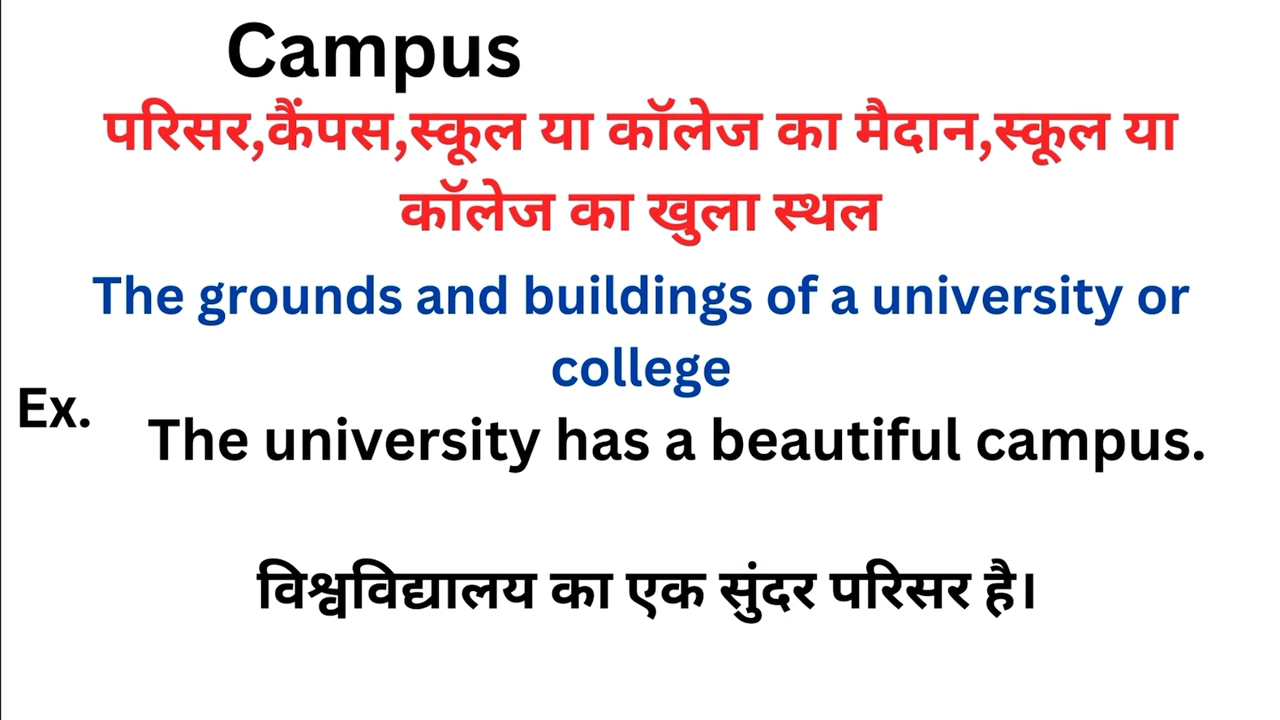 Campus
परिसर,कैंपस,स्कूल या कॉलेज का मैदान,स्कूल या
कॉलेज का खुला स्थल
The grounds and buildings of a university or
college
Ex.
The university has a beautiful campus.
विश्वविद्यालय का एक सुंदर परिसर है।